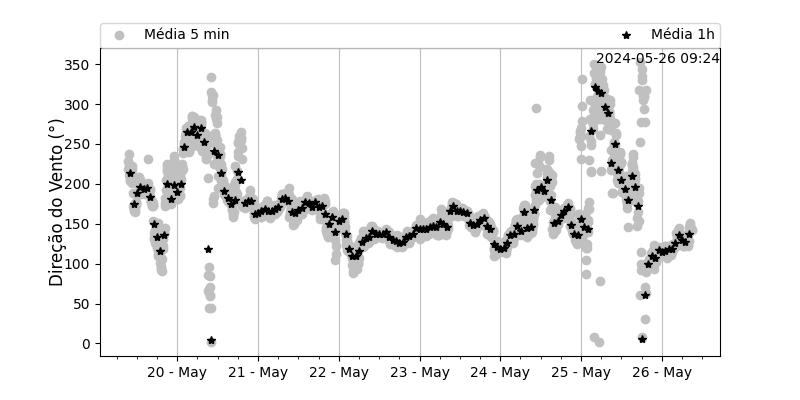 Média 5 min
Média 1h
2024-05-26 09:24
Direção do Vento (°)
350
300
250
200
150
100
50
0
20 - May
21 - May
22 - May
23 - May
24 - May
25 - May
26 - May